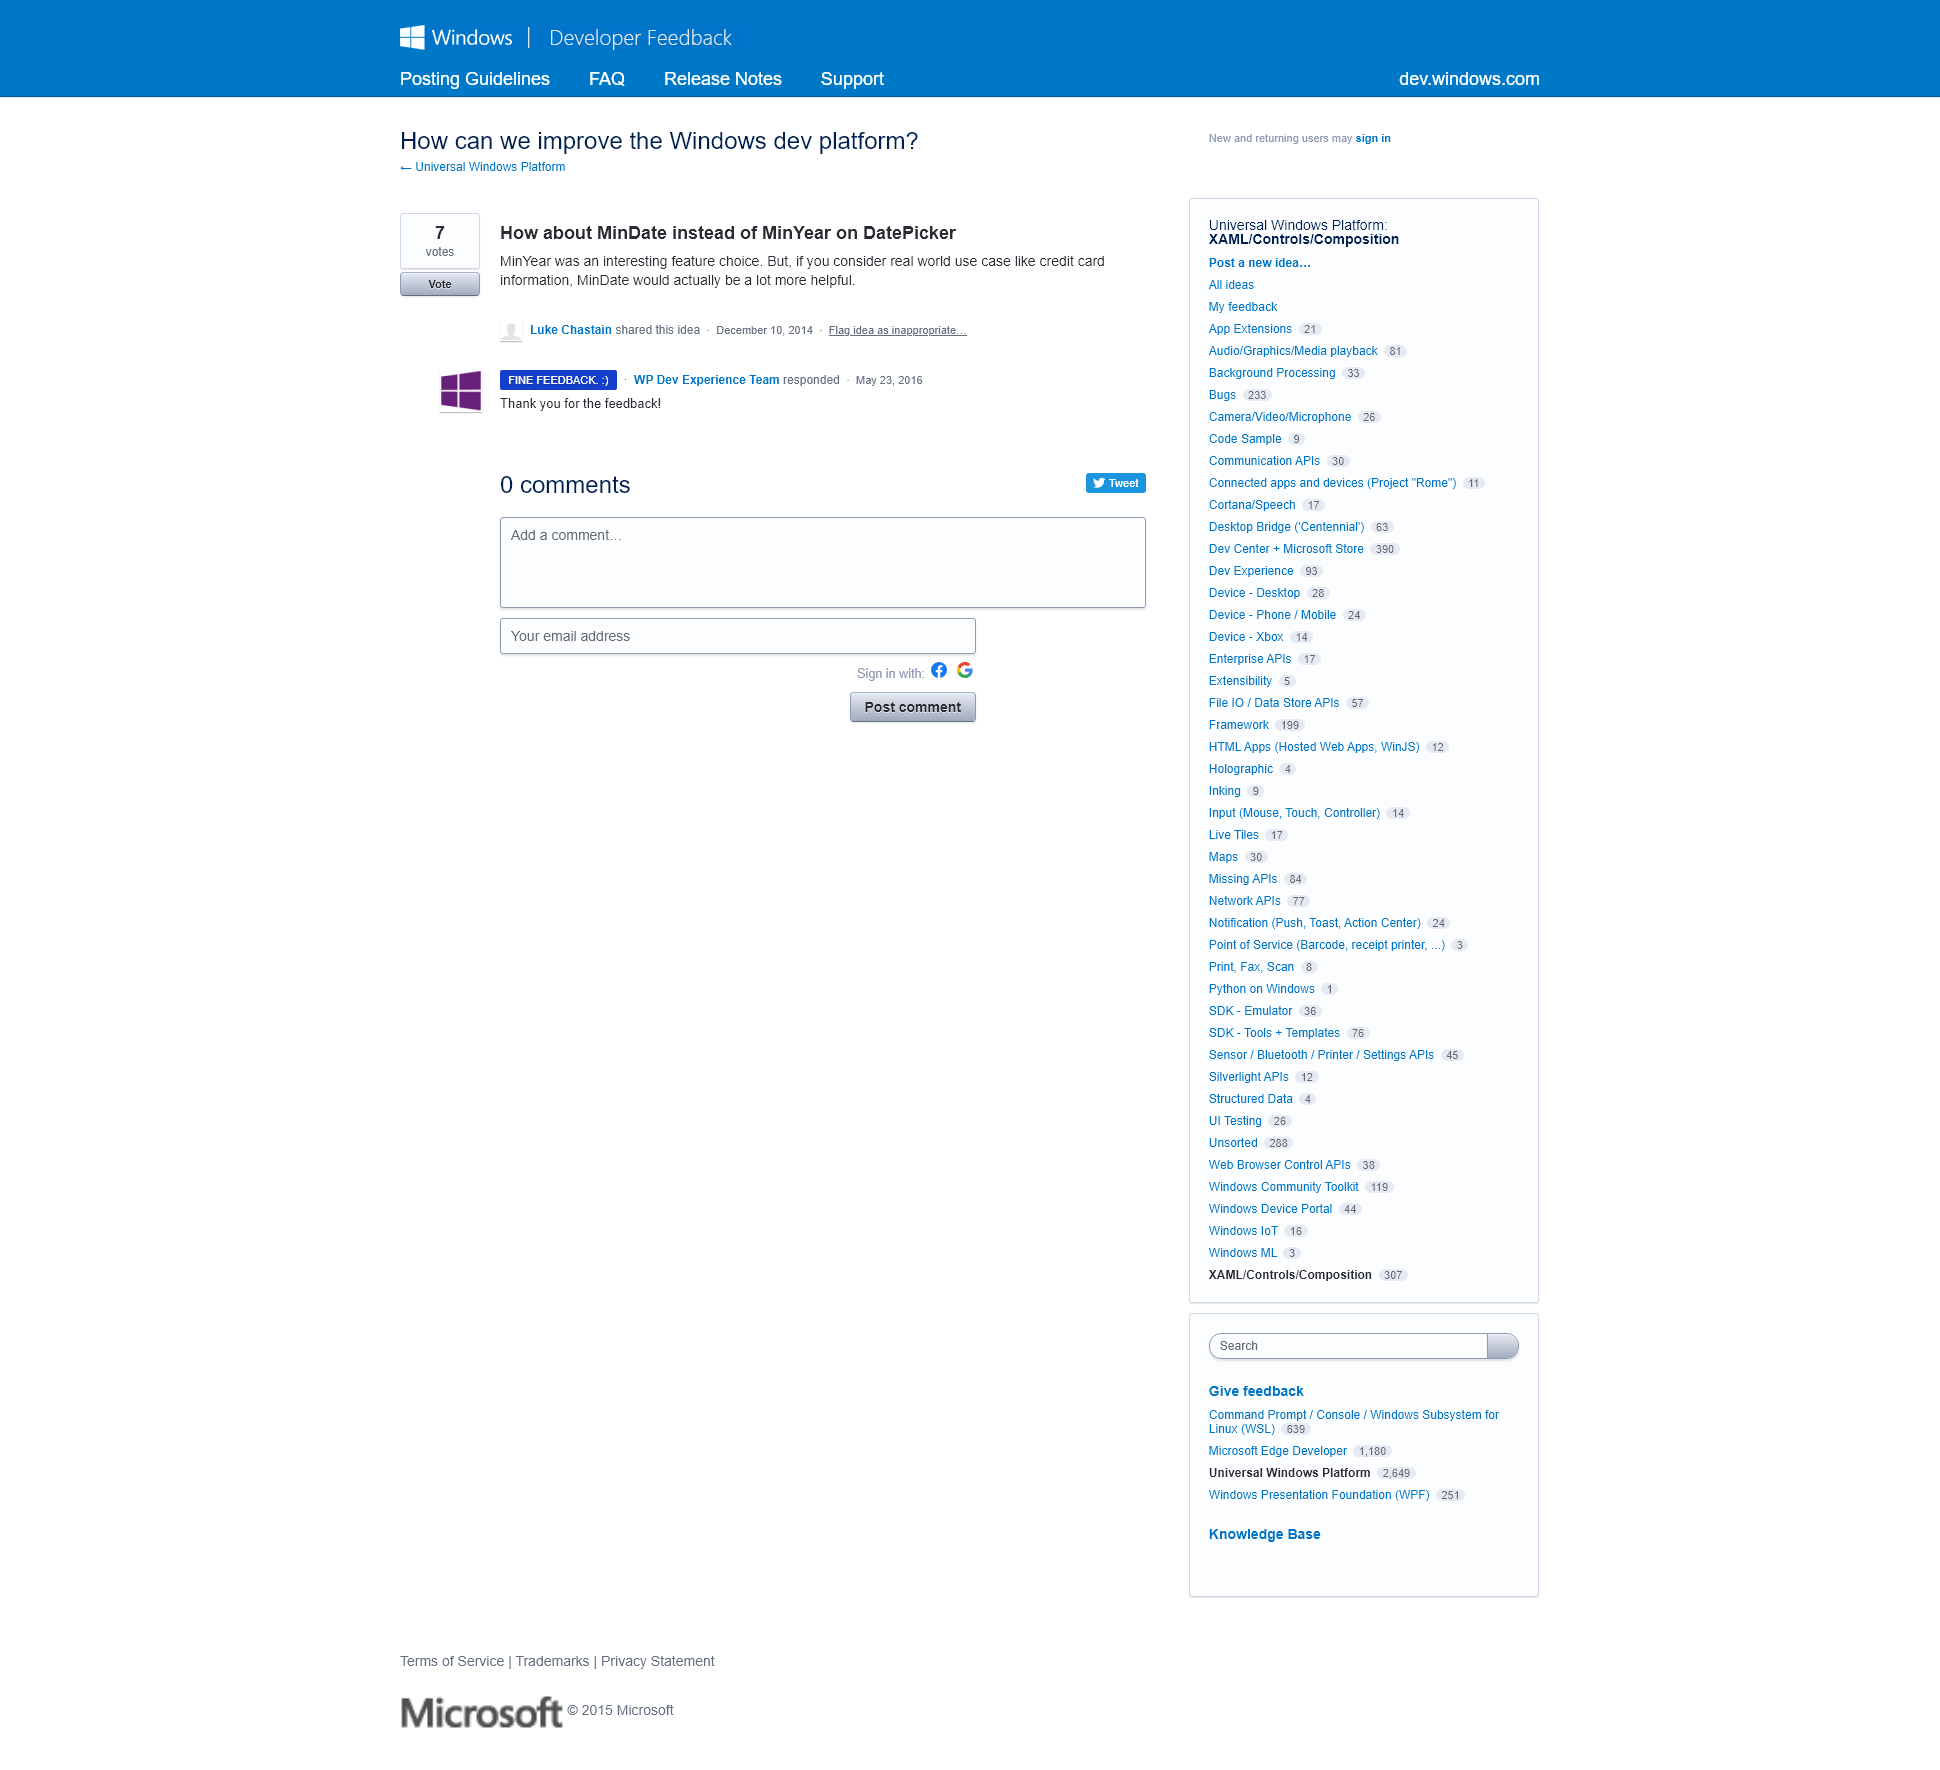 Windows | Developer Feedback
Posting Guidelines FAQ Release Notes Support dev.windows.com
How can we improve the Windows dev platform?
← Universal Windows Platform
New and returning users may sign in
7
votes
Vote
How about MinDate instead of MinYear on DatePicker
MinYear was an interesting feature choice. But, if you consider real world use case like credit card
information, MinDate would actually be a lot more helpful.
Luke Chastain shared this idea · December 10, 2014 · Flag idea as inappropriate…
FINE FEEDBACK. :) · WP Dev Experience Team responded · May 23, 2016
Thank you for the feedback!
0 comments
Tweet
Add a comment…
Your email address
Sign in with:
Post comment
Universal Windows Platform:
XAML/Controls/Composition
Post a new idea…
All ideas
My feedback
App Extensions 21
Audio/Graphics/Media playback 81
Background Processing 33
Bugs 233
Camera/Video/Microphone 26
Code Sample 9
Communication APIs 30
Connected apps and devices (Project "Rome") 11
Cortana/Speech 17
Desktop Bridge ('Centennial') 63
Dev Center + Microsoft Store 390
Dev Experience 93
Device - Desktop 28
Device - Phone / Mobile 24
Device - Xbox 14
Enterprise APIs 17
Extensibility 5
File IO / Data Store APIs 57
Framework 199
HTML Apps (Hosted Web Apps, WinJS) 12
Holographic 4
Inking 9
Input (Mouse, Touch, Controller) 14
Live Tiles 17
Maps 30
Missing APIs 84
Network APIs 77
Notification (Push, Toast, Action Center) 24
Point of Service (Barcode, receipt printer, ...) 3
Print, Fax, Scan 8
Python on Windows 1
SDK - Emulator 36
SDK - Tools + Templates 76
Sensor / Bluetooth / Printer / Settings APIs 45
Silverlight APIs 12
Structured Data 4
UI Testing 26
Unsorted 288
Web Browser Control APIs 38
Windows Community Toolkit 119
Windows Device Portal 44
Windows IoT 16
Windows ML 3
XAML/Controls/Composition 307
Search
Give feedback
Command Prompt / Console / Windows Subsystem for
Linux (WSL) 639
Microsoft Edge Developer 1,180
Universal Windows Platform 2,649
Windows Presentation Foundation (WPF) 251
Knowledge Base
Terms of Service | Trademarks | Privacy Statement
Microsoft © 2015 Microsoft